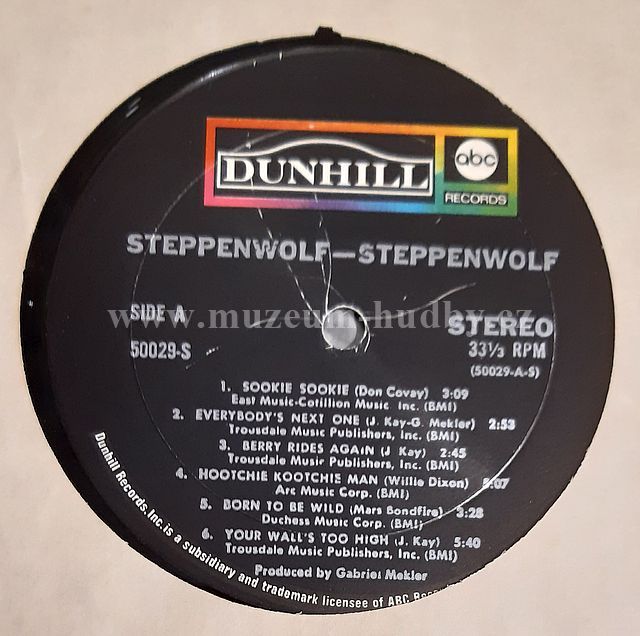 DUNHILL
abc
RECORDS
STEPPENWOLF—STEPPENWOLF
SIDE A
STEREO
www.muzeum-hudby.cz
50029-S
33⅓ RPM
(50029-A-S)
1. SOOKIE SOOKIE (Don Covay) 3:09
East Music-Cotillion Music Inc. (BMI)
2. EVERYBODY'S NEXT ONE (J. Kay-G. Mekler) 2:53
Trousdale Music Publishers, Inc. (BMI)
3. BERRY RIDES AGAIN (J Kay) 2:45
Trousdale Music Publishers, Inc. (BMI)
4. HOOTCHIE KOOTCHIE MAN (Willie Dixon) 5:07
Arc Music Corp. (BMI)
5. BORN TO BE WILD (Mars Bondfire) 3:28
Duchess Music Corp. (BMI)
6. YOUR WALL'S TOO HIGH (J. Kay) 5:40
Trousdale Music Publishers, Inc. (BMI)
Produced by Gabriel Mekler
Dunhill Records, Inc. is a subsidiary and trademark licensee of ABC